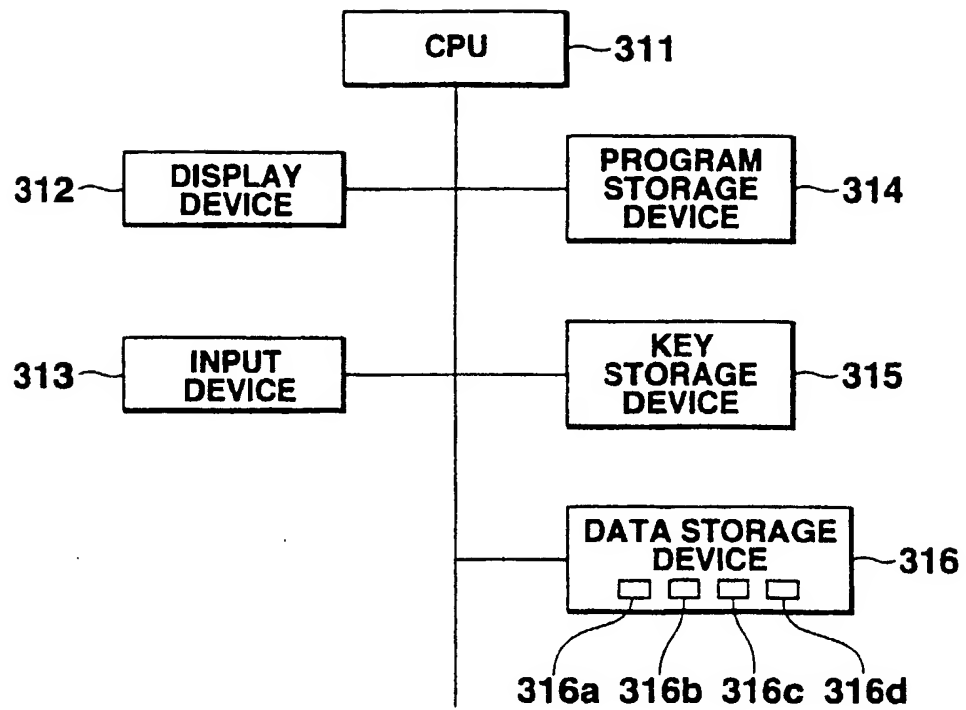 CPU
311
312
DISPLAY
DEVICE
PROGRAM
STORAGE
DEVICE
314
313
INPUT
DEVICE
KEY
STORAGE
DEVICE
315
DATA STORAGE
DEVICE
316
316a 316b 316c 316d